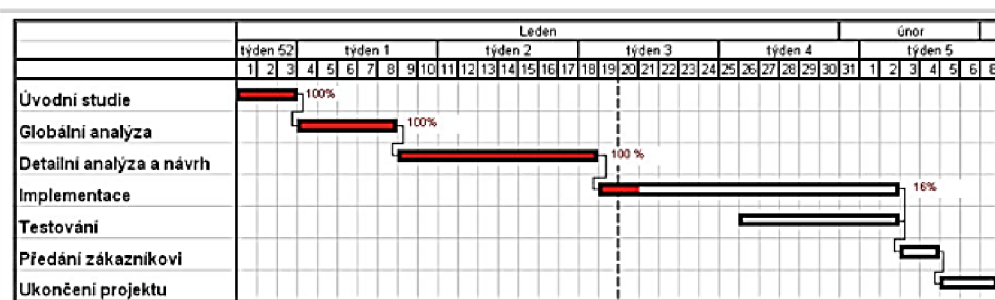 Leden únor
týden 52 týden 1 týden 2 týden 3 týden 4 týden 5
1 2 3 4 5 6 7 8 9 10 11 12 13 14 15 16 17 18 19 20 21 22 23 24 25 26 27 28 29 30 31 1 2 3 4 5 6 8
Úvodní studie 100%
Globální analýza 100%
Detailní analýza a návrh 100 %
Implementace 16%
Testování
Předání zákazníkovi
Ukončení projektu